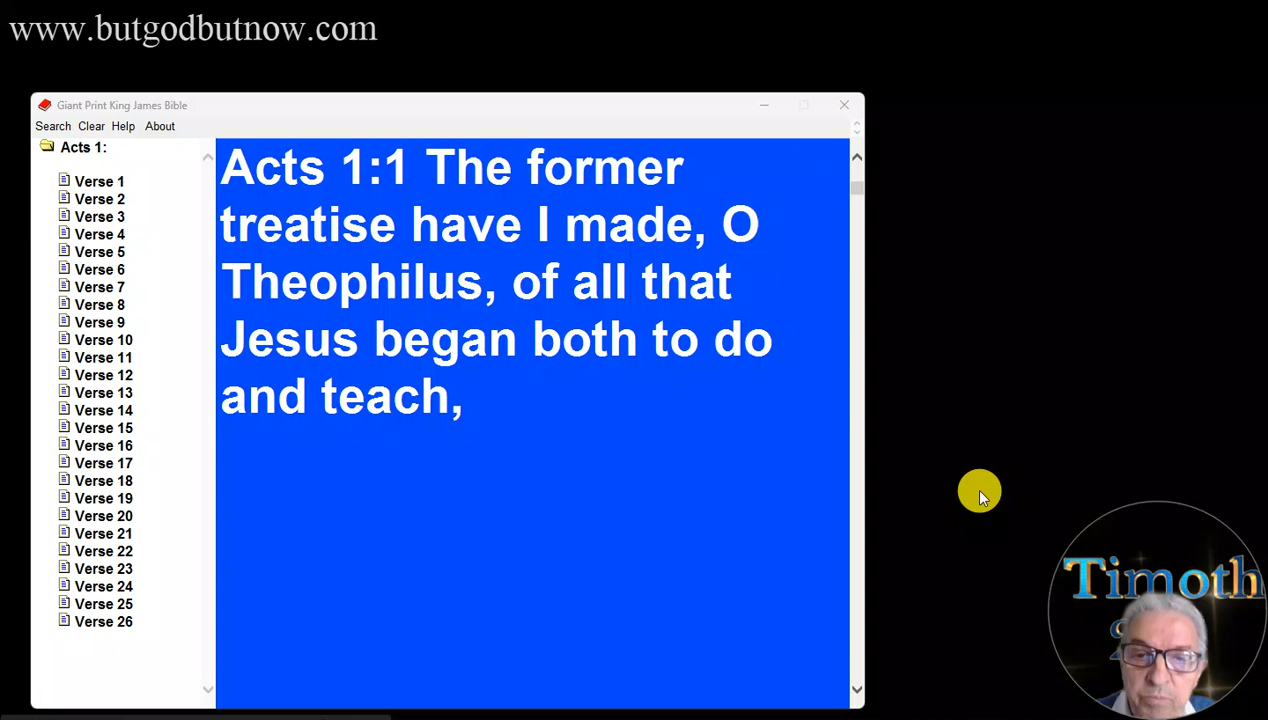 www.butgodbutnow.com
Giant Print King James Bible
Search Clear Help About
Acts 1:
Verse 1
Verse 2
Verse 3
Verse 4
Verse 5
Verse 6
Verse 7
Verse 8
Verse 9
Verse 10
Verse 11
Verse 12
Verse 13
Verse 14
Verse 15
Verse 16
Verse 17
Verse 18
Verse 19
Verse 20
Verse 21
Verse 22
Verse 23
Verse 24
Verse 25
Verse 26
Acts 1:1 The former
treatise have I made, O
Theophilus, of all that
Jesus began both to do
and teach,
Timoth